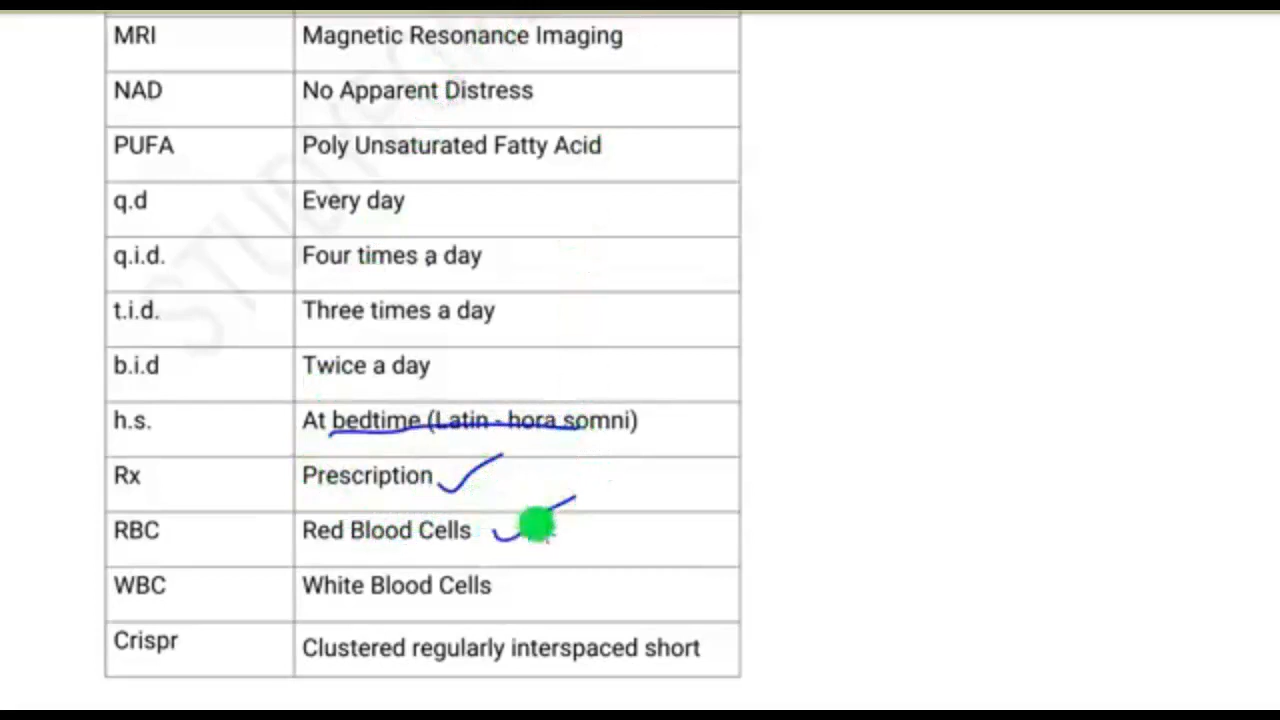 MRI Magnetic Resonance Imaging
NAD No Apparent Distress
PUFA Poly Unsaturated Fatty Acid
q.d Every day
q.i.d. Four times a day
t.i.d. Three times a day
b.i.d Twice a day
h.s. At bedtime (Latin - hora somni)
Rx Prescription
RBC Red Blood Cells
WBC White Blood Cells
Crispr Clustered regularly interspaced short